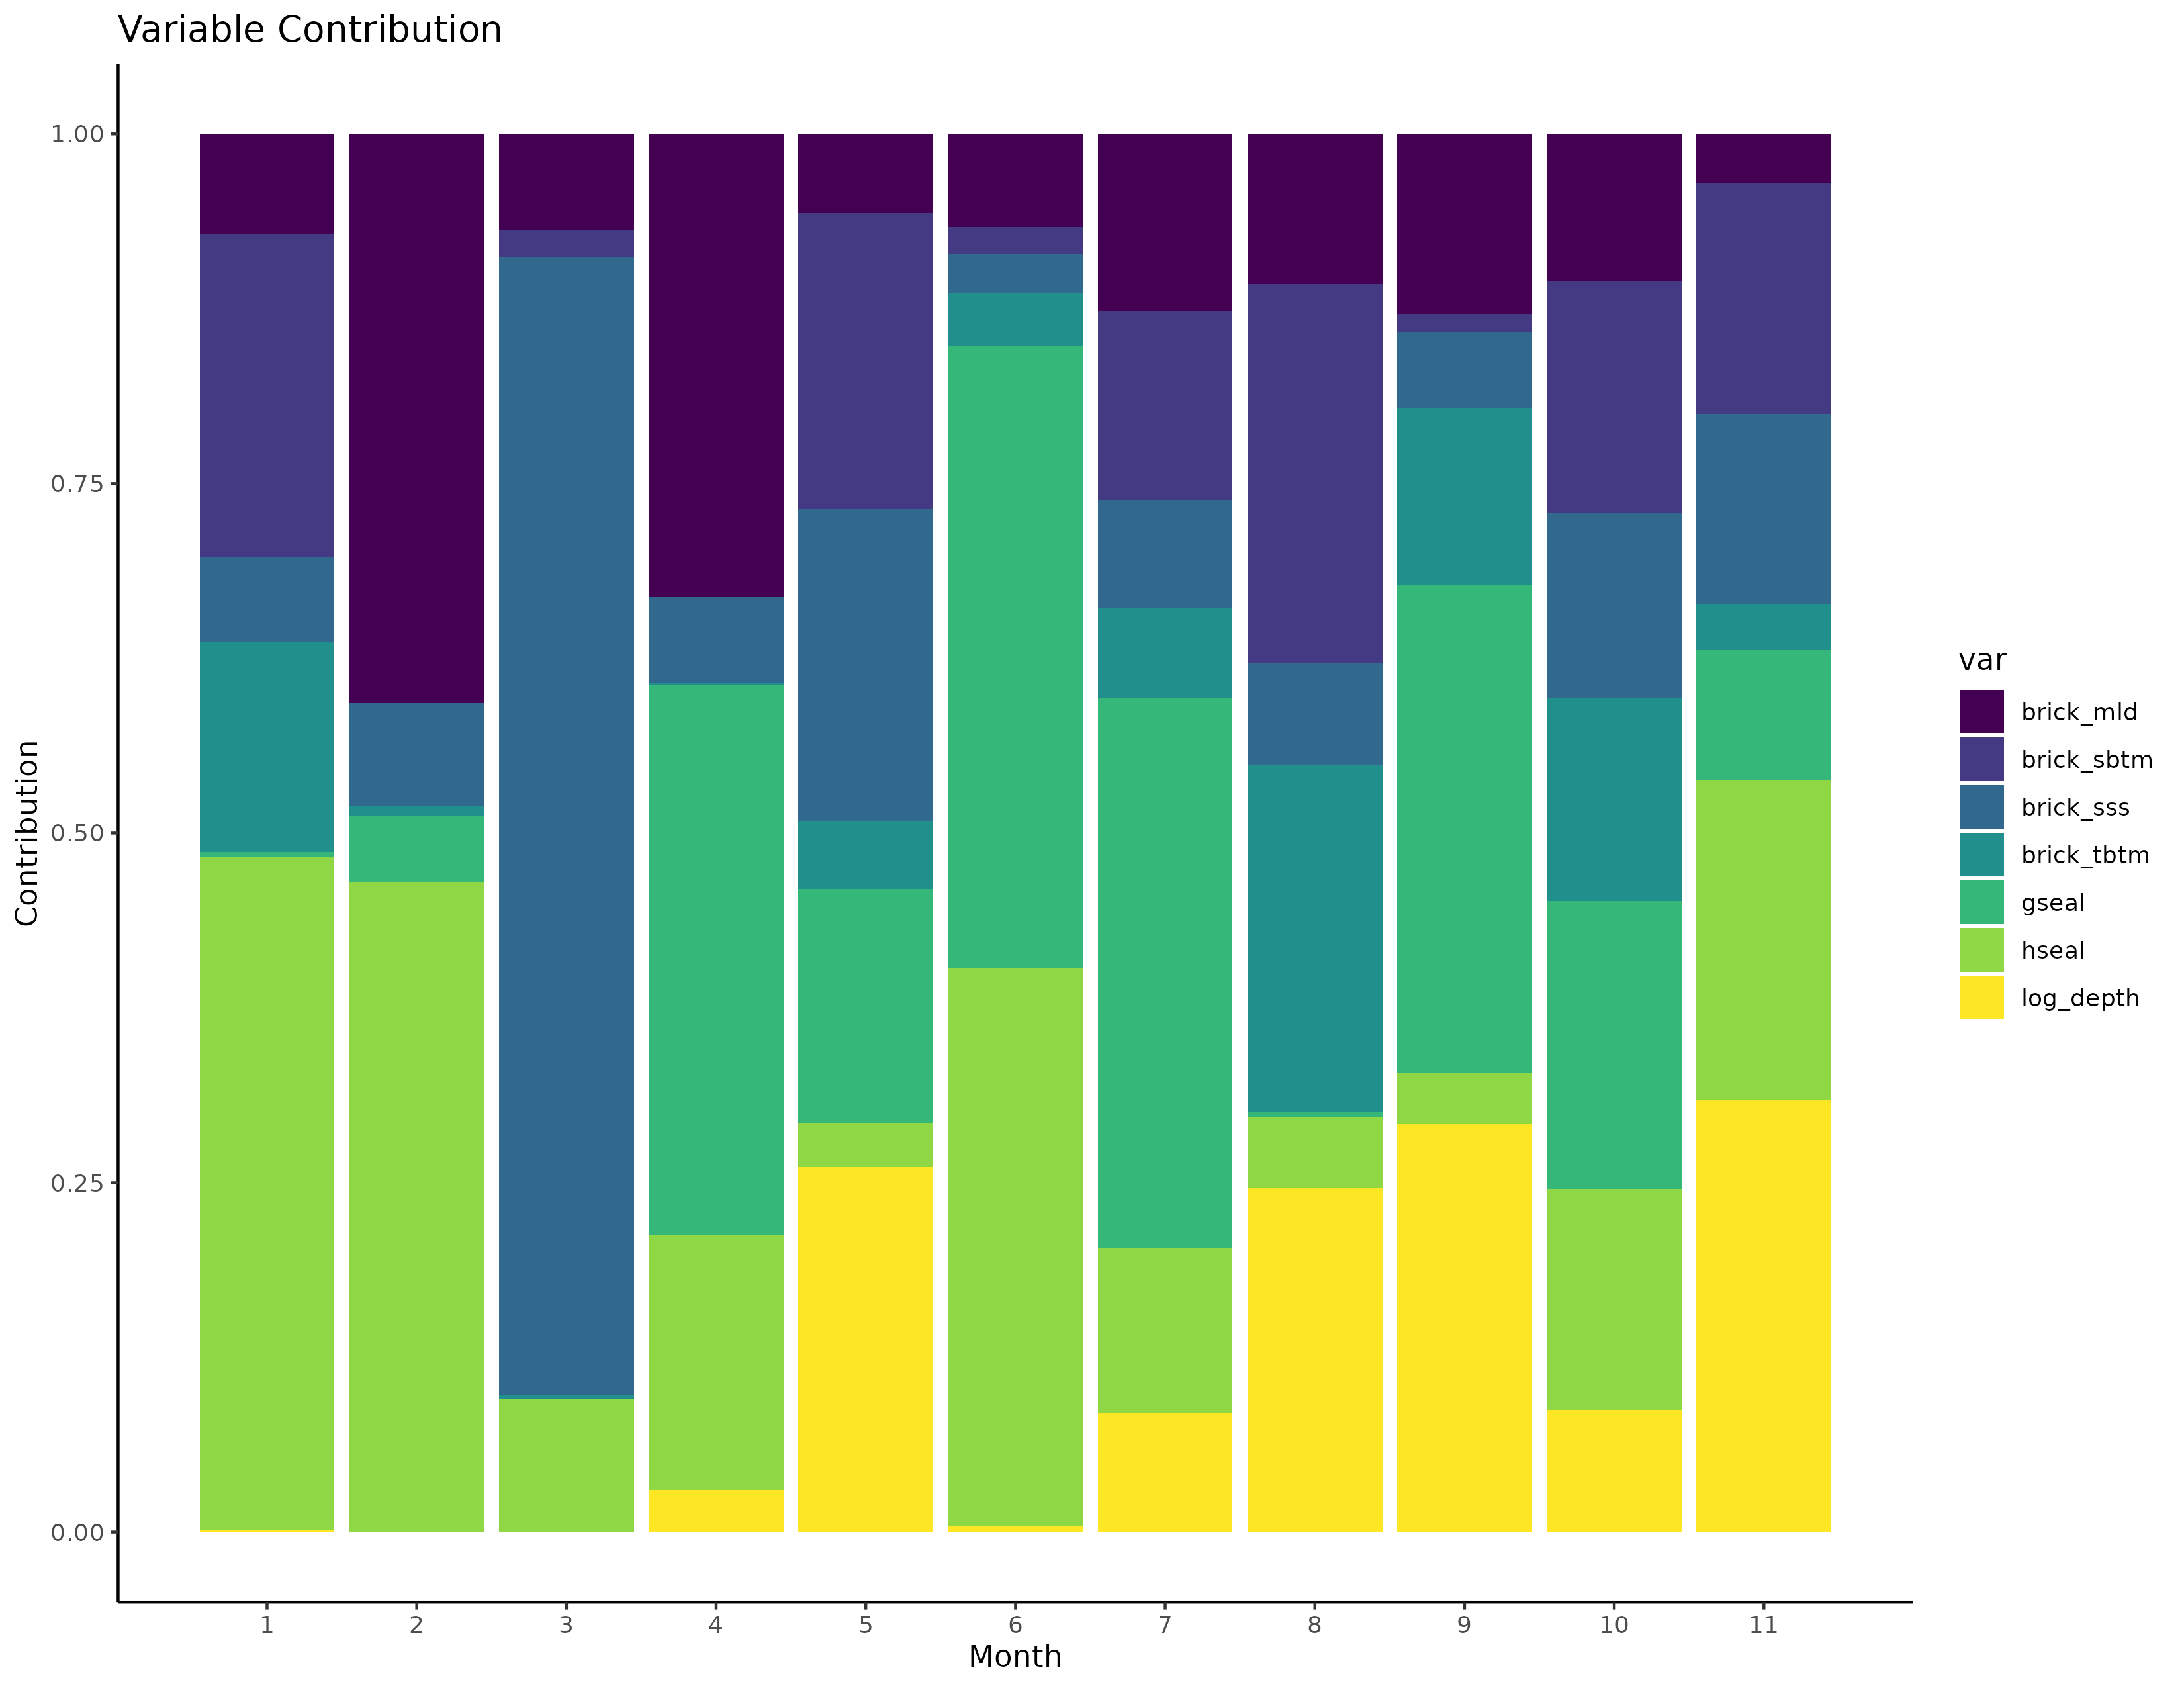 Variable Contribution
1.00
0.75
0.50
0.25
0.00
Contribution
1 2 3 4 5 6 7 8 9 10 11
Month
var
brick_mld
brick_sbtm
brick_sss
brick_tbtm
gseal
hseal
log_depth